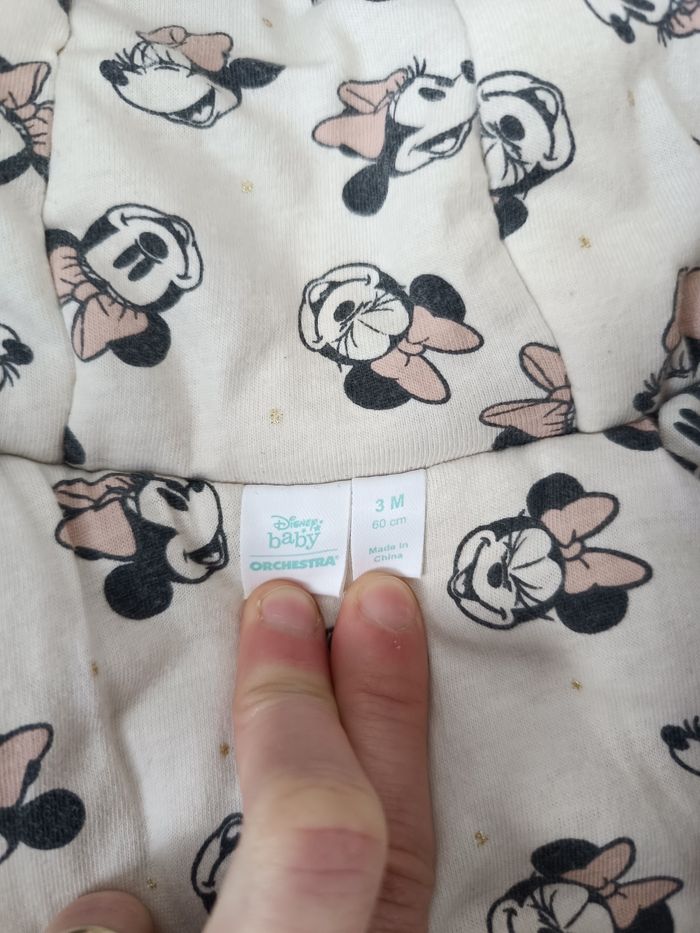 Disney
baby
ORCHESTRA®
3 M
60 cm
Made in
China